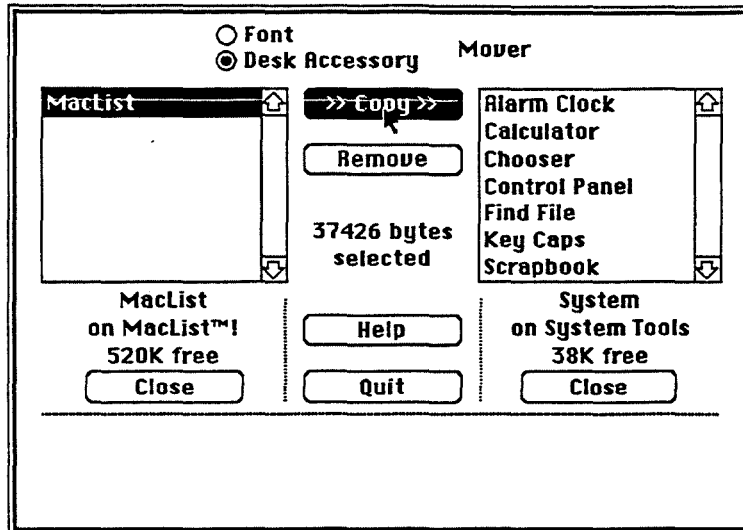 Font
Desk Accessory
Mover
MacList
>> Copy >>
Remove
37426 bytes
selected
Alarm Clock
Calculator
Chooser
Control Panel
Find File
Key Caps
Scrapbook
MacList
on MacList™!
520K free
Close
Help
Quit
System
on System Tools
38K free
Close